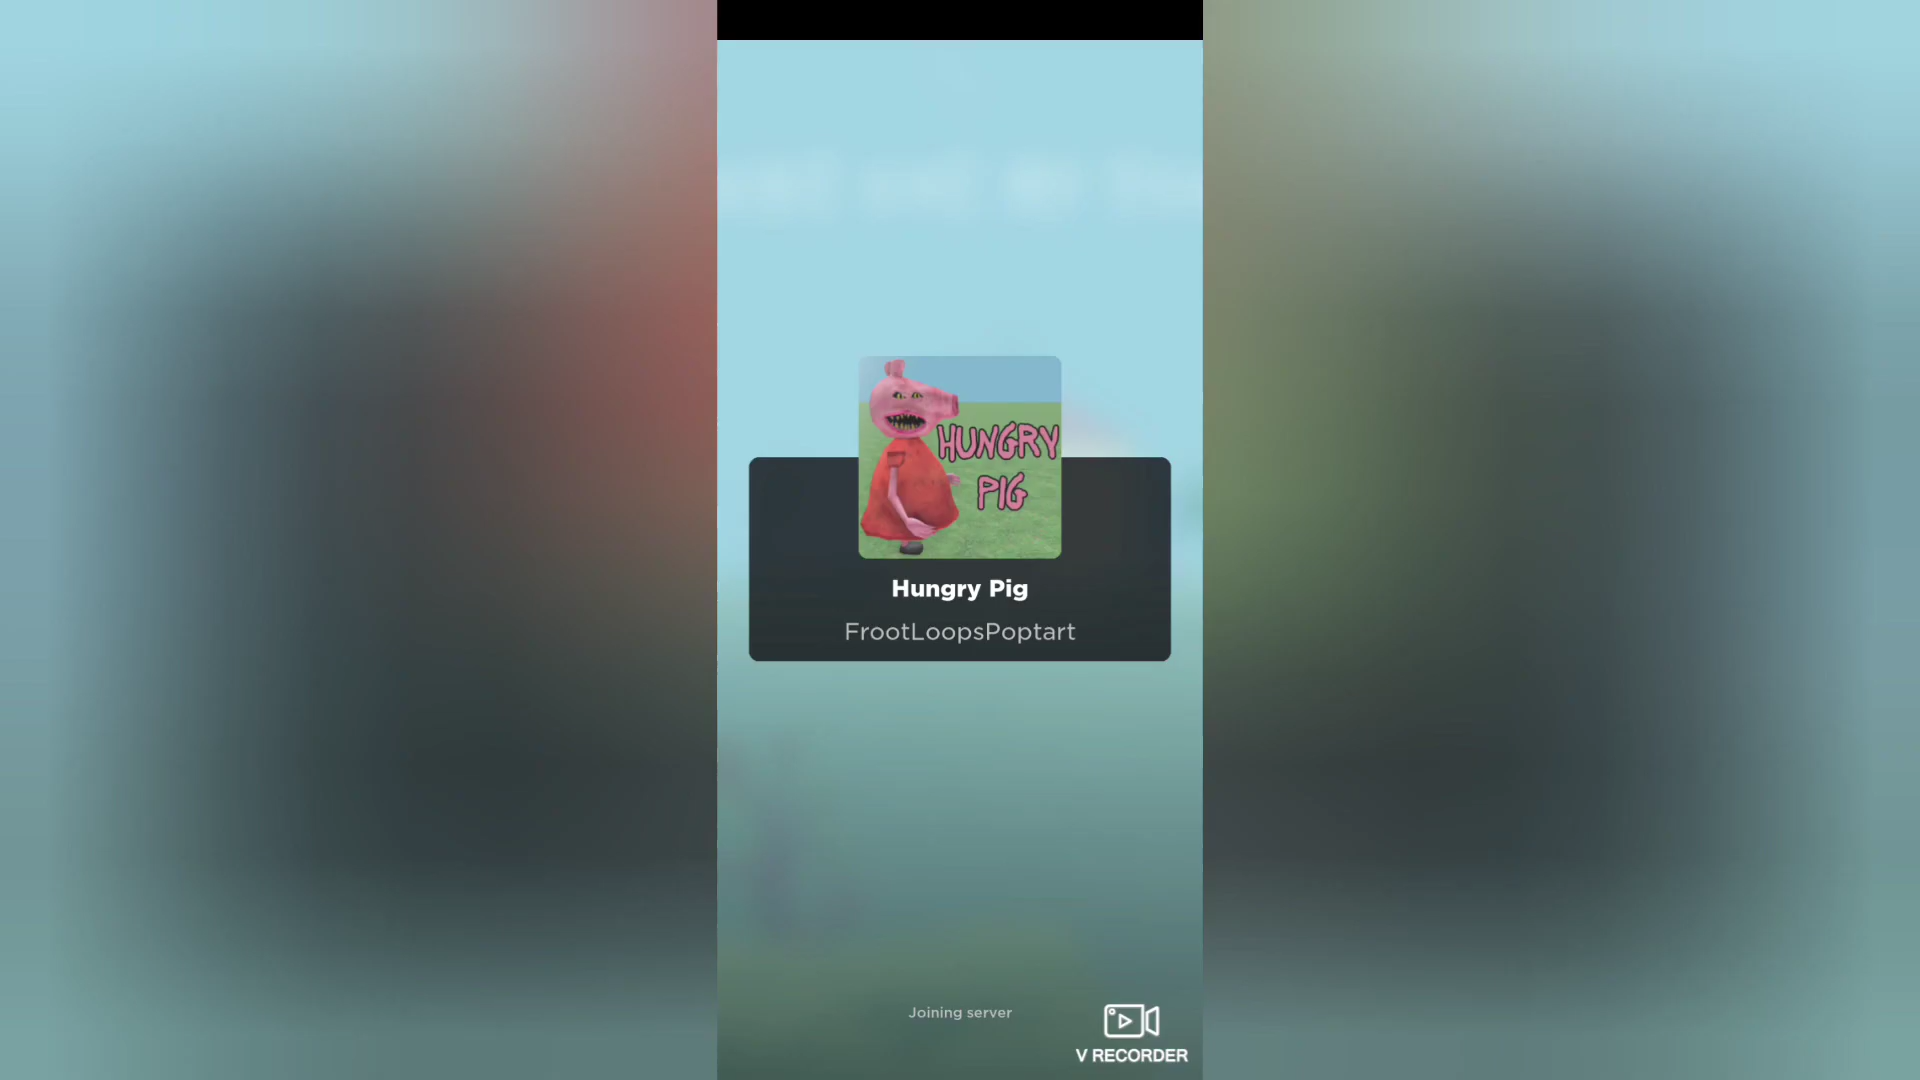 HUNGRY
PIG
Hungry Pig
FrootLoopsPoptart
Joining server
V RECORDER